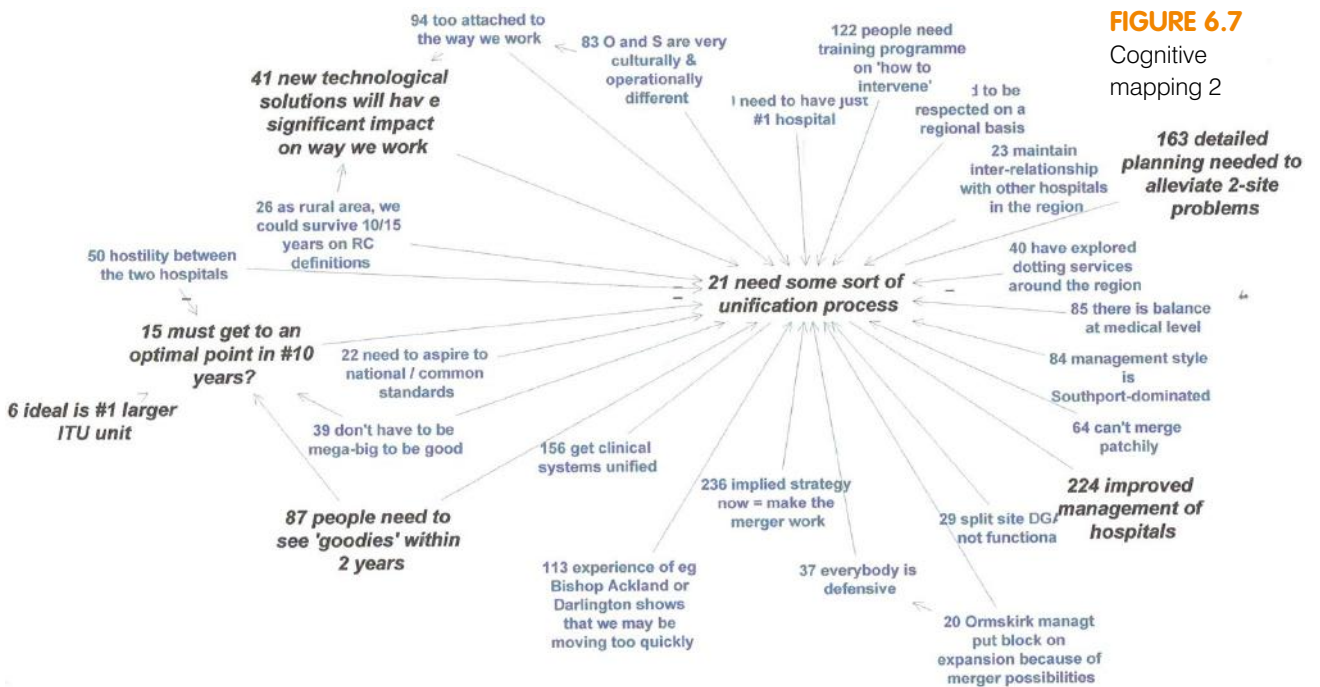 FIGURE 6.7
Cognitive
mapping 2
94 too attached to
the way we work
83 O and S are very
culturally &
operationally
different
122 people need
training programme
on 'how to
intervene'
need to have just
#1 hospital
to be
respected on a
regional basis
41 new technological
solutions will hav e
significant impact
on way we work
23 maintain
inter-relationship
with other hospitals
in the region
163 detailed
planning needed to
alleviate 2-site
problems
26 as rural area, we
could survive 10/15
years on RC
definitions
50 hostility between
the two hospitals
–
40 have explored
dotting services
around the region
21 need some sort of
unification process
–
–
–
85 there is balance
at medical level
15 must get to an
optimal point in #10
years?
22 need to aspire to
national / common
standards
84 management style
is
Southport-dominated
6 ideal is #1 larger
ITU unit
39 don't have to be
mega-big to be good
156 get clinical
systems unified
64 can't merge
patchily
236 implied strategy
now = make the
merger work
224 improved
management of
hospitals
29 split site DG
not functiona
87 people need to
see 'goodies' within
2 years
113 experience of eg
Bishop Ackland or
Darlington shows
that we may be
moving too quickly
37 everybody is
defensive
20 Ormskirk managt
put block on
expansion because of
merger possibilities